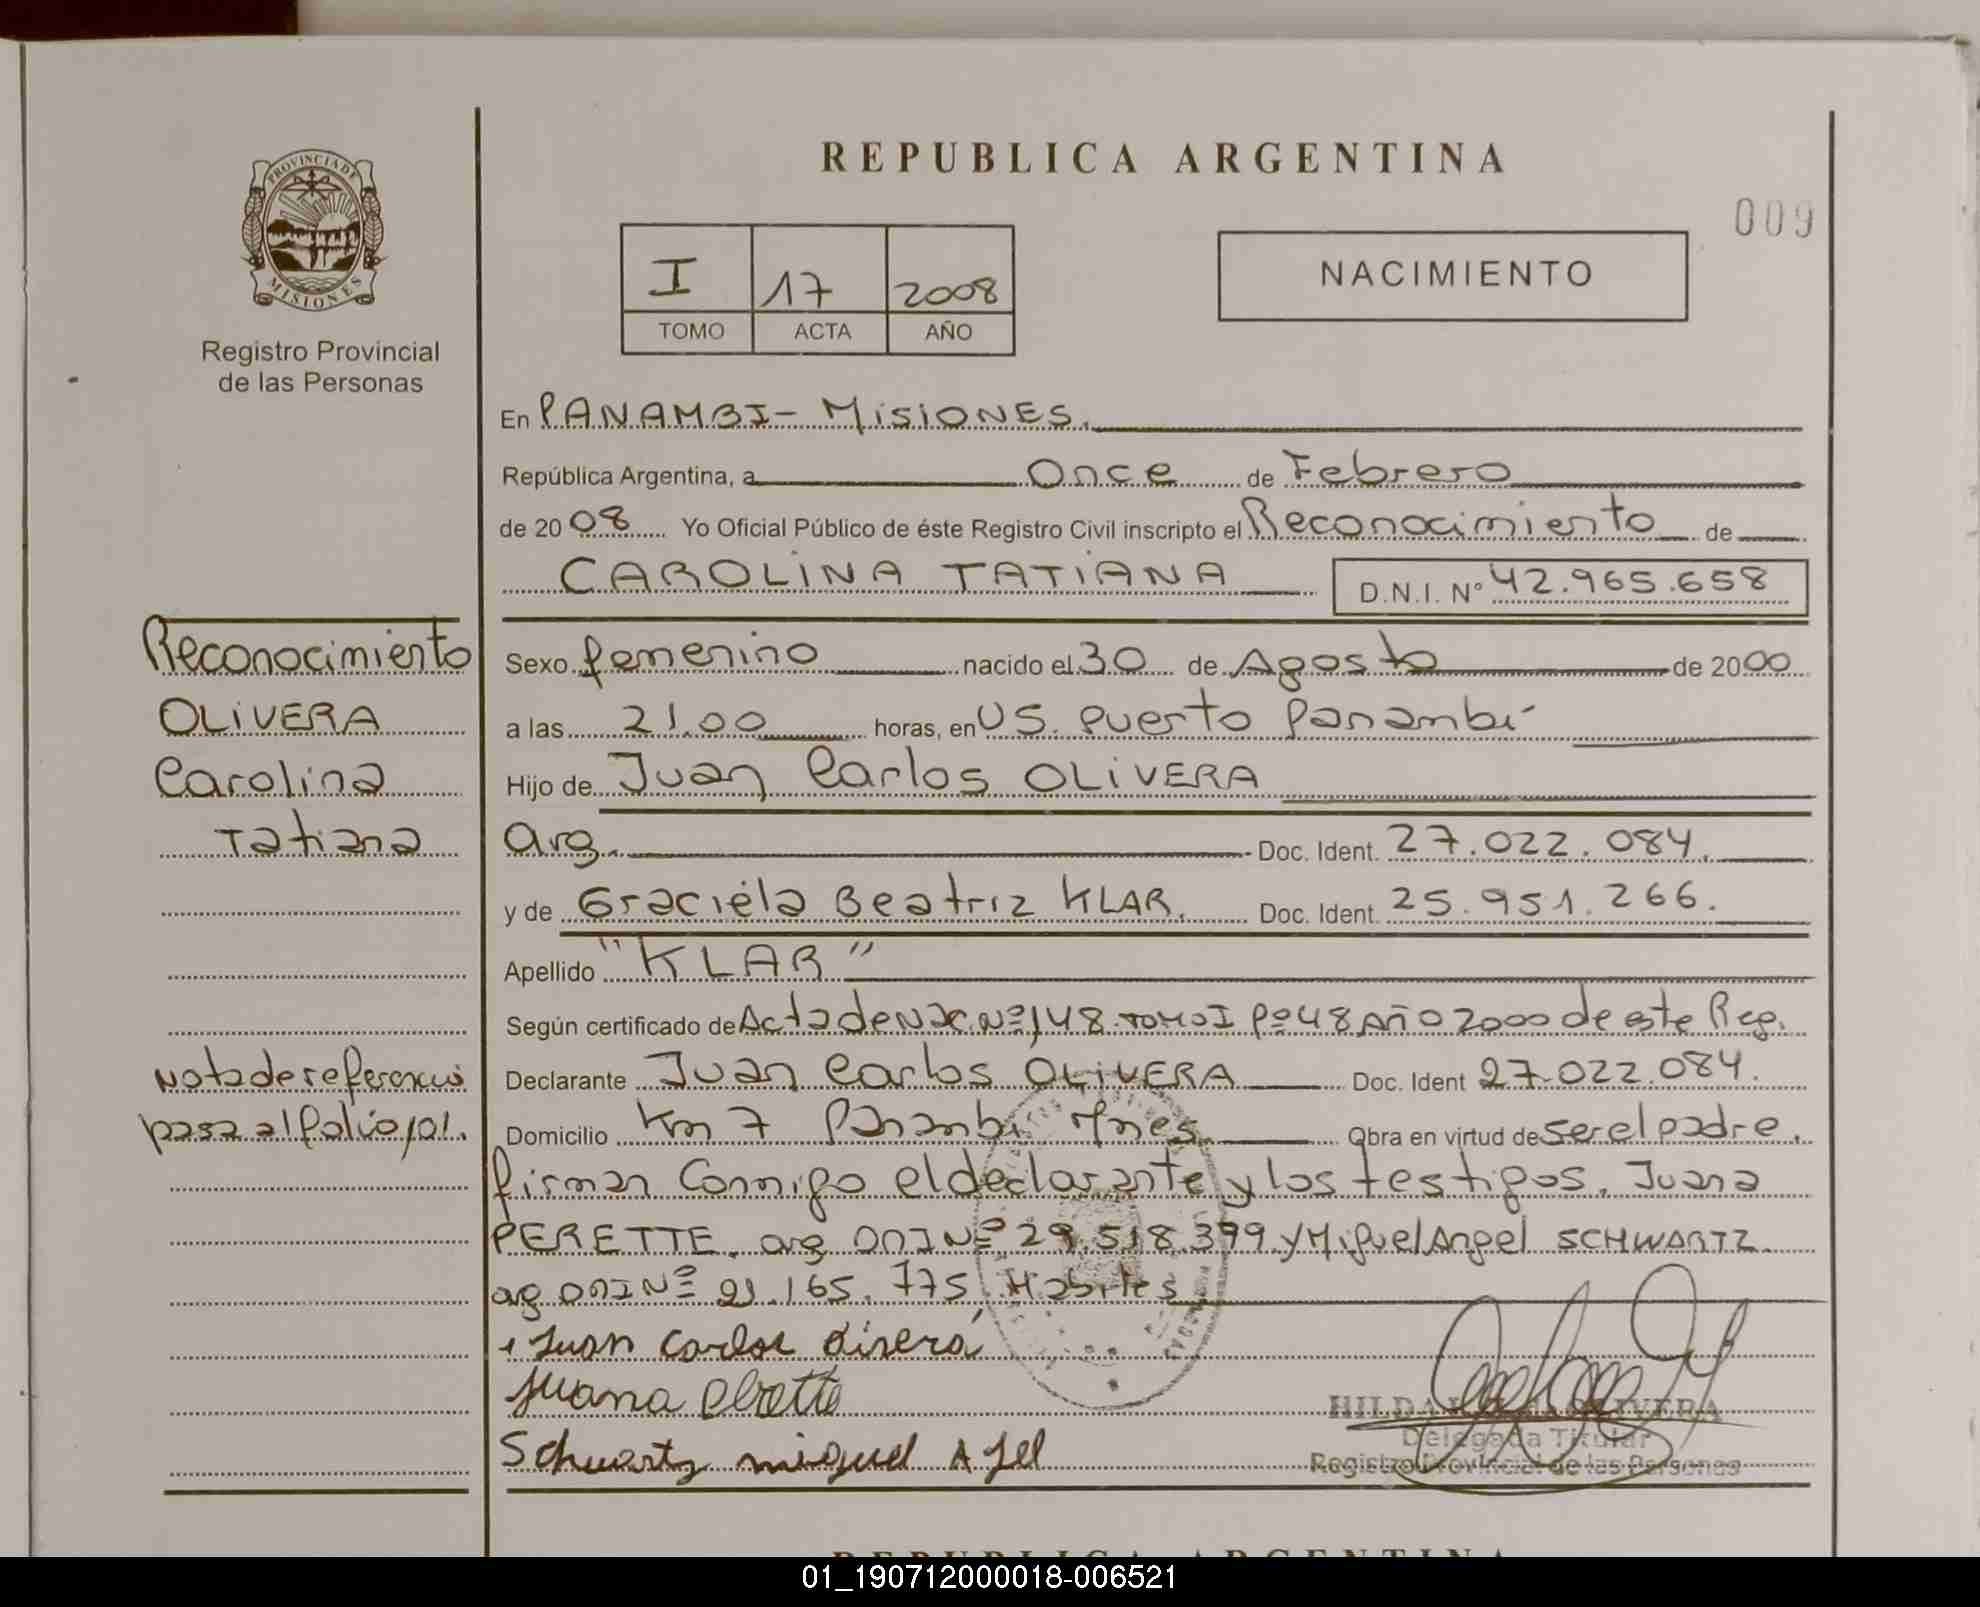 REPUBLICA ARGENTINA
009
PROVINCIA DE
MISIONES
Registro Provincial
de las Personas
I 17 2008
TOMO ACTA AÑO
NACIMIENTO
En PANAMBI - MisiONES.
República Argentina, a Once de Febrero
de 2008 Yo Oficial Público de éste Registro Civil inscripto el Reconocimiento de
CAROLINA TATIANA D.N.I. Nº 42.965.658
Reconocimiento
OLIVERA
Carolina
Tatiana
Nota de referencia
pasa al folio 101.
Sexo femenino nacido el 30 de Agosto de 2000
a las 21.00 horas, en U.S. Puerto Panambí
Hijo de Juan Carlos OLIVERA
arg. Doc. Ident. 27.022.084.
y de Graciela Beatriz KLAR. Doc. Ident. 25.951.266.
Apellido "KLAR"
Según certificado de Acta de Nac. Nº 148. TOMO I Fº 48 Año 2000 de este Reg.
Declarante Juan Carlos OLIVERA Doc. Ident 27.022.084.
Domicilio Km 7 Panambí Mnes. Obra en virtud de ser el padre.
firman Conmigo el declarante y los testigos. Juana
PERETTE. arg DNI Nº 29.518.399 y Miguel Angel SCHWARTZ
arg DNI Nº 21.165.775.
Juan Carlos Olivera
Juana Perette
Schwartz miguel
HILDA OLIVERA
Delegada Titular
Registro Provincial de las Personas
REPUBLICA ARGENTINA
01_190712000018-006521